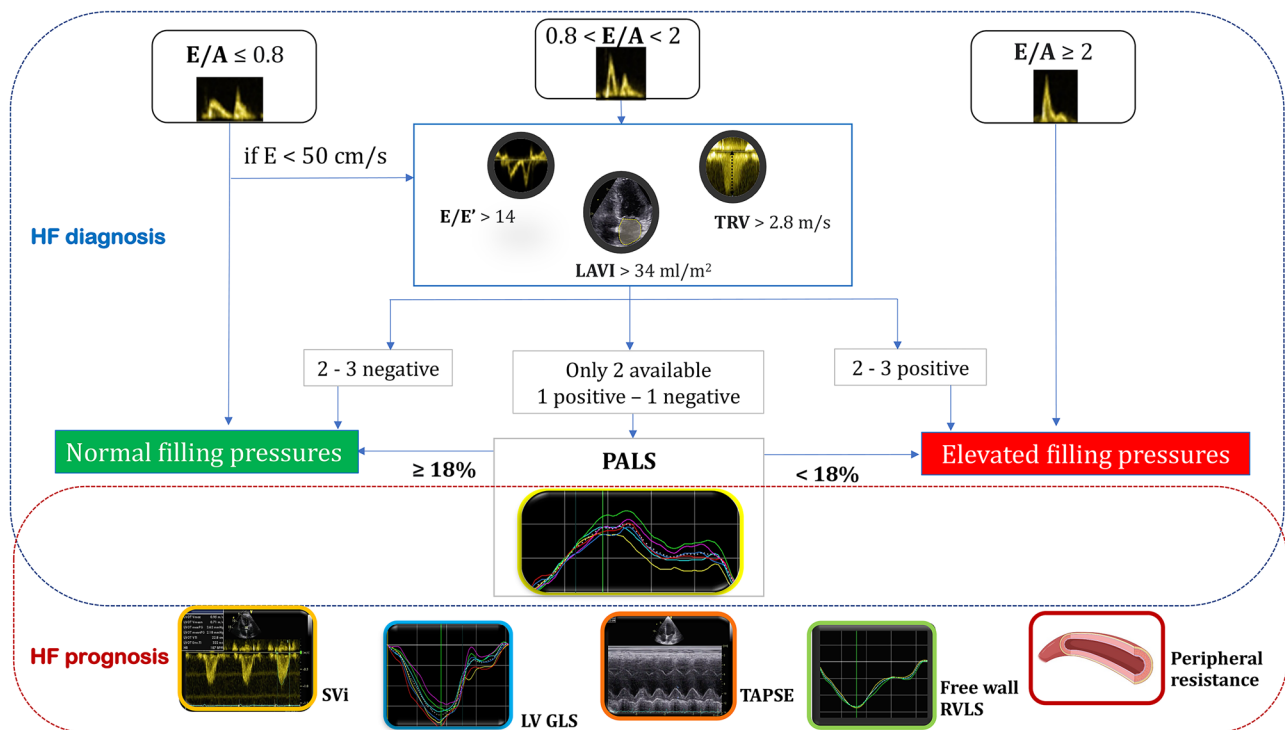 E/A ≤ 0.8
0.8 < E/A < 2
E/A ≥ 2
if E < 50 cm/s
E/E’ > 14
TRV > 2.8 m/s
LAVI > 34 ml/m²
HF diagnosis
2 - 3 negative
Only 2 available
1 positive – 1 negative
2 - 3 positive
Normal filling pressures
≥ 18%
PALS
< 18%
Elevated filling pressures
HF prognosis
SVi
LV GLS
TAPSE
Free wall
RVLS
Peripheral
resistance